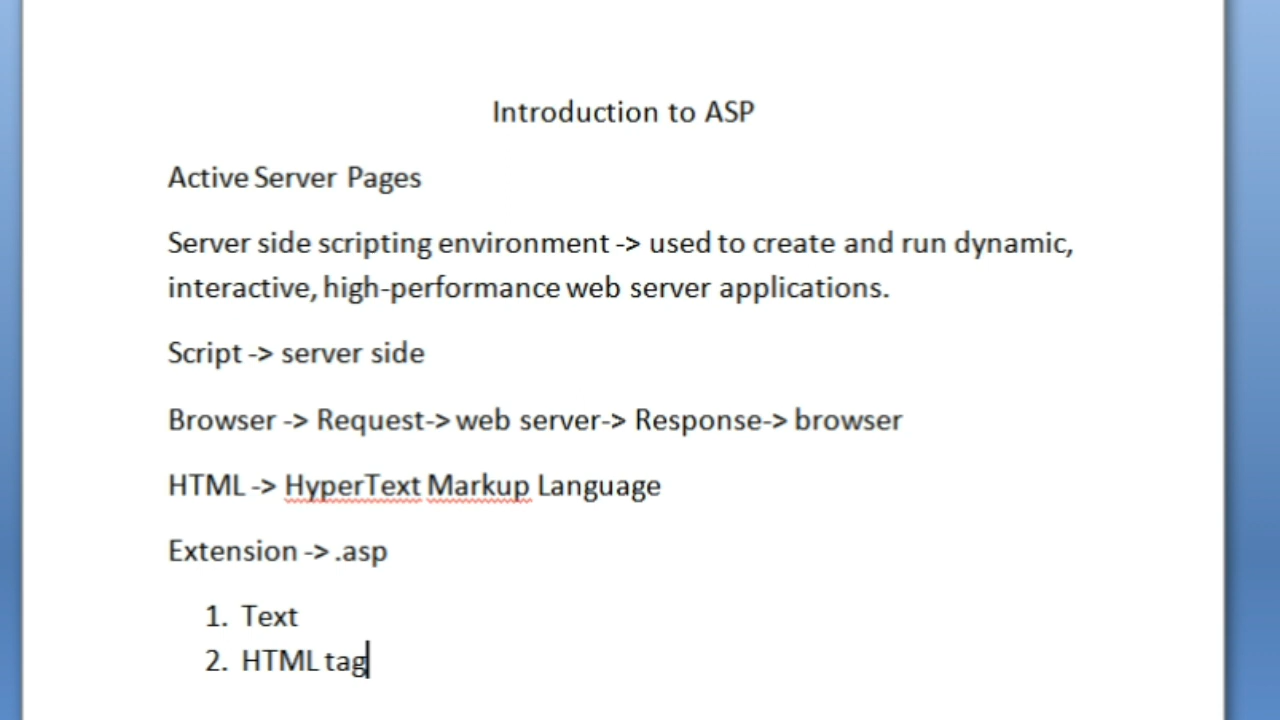 Introduction to ASP
Active Server Pages
Server side scripting environment -> used to create and run dynamic,
interactive, high-performance web server applications.
Script -> server side
Browser -> Request-> web server-> Response-> browser
HTML -> HyperText Markup Language
Extension -> .asp
1. Text
2. HTML tag